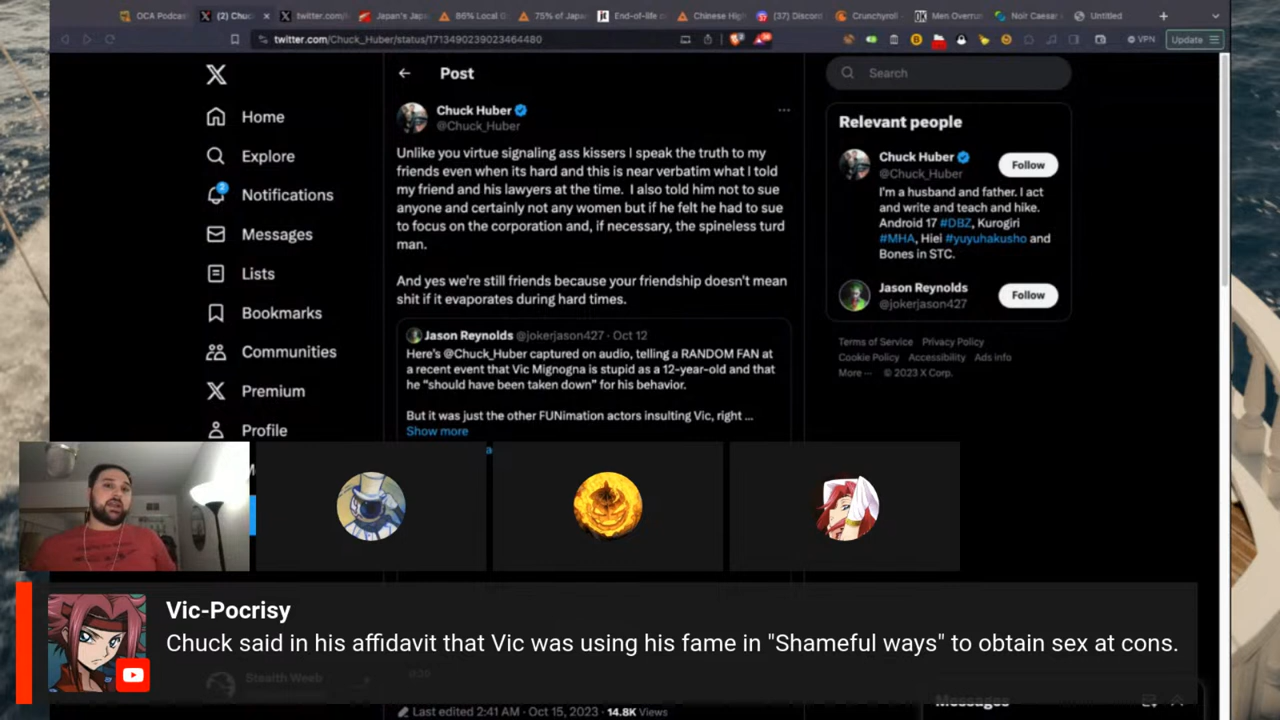 OCA Podcas
(2) Chuc
twitter.com/
Japan's Japa
86% Local G
75% of Japa
End-of-life
Chinese High
(37) Discord
Crunchyroll
Men Overrun
Noir Caesar
Untitled
twitter.com/Chuck_Huber/status/1713490239023464480
VPN
Update
Home
Explore
Notifications
Messages
Lists
Bookmarks
Communities
Premium
Profile
Post
Chuck Huber
@Chuck_Huber
Unlike you virtue signaling ass kissers I speak the truth to my
friends even when its hard and this is near verbatim what I told
my friend and his lawyers at the time. I also told him not to sue
anyone and certainly not any women but if he felt he had to sue
to focus on the corporation and, if necessary, the spineless turd
man.
And yes we're still friends because your friendship doesn't mean
shit if it evaporates during hard times.
Jason Reynolds @jokerjason427 · Oct 12
Here's @Chuck_Huber captured on audio, telling a RANDOM FAN at
a recent event that Vic Mignogna is stupid as a 12-year-old and that
he “should have been taken down” for his behavior.
But it was just the other FUNimation actors insulting Vic, right ...
Show more
Search
Relevant people
Chuck Huber
@Chuck_Huber
Follow
I'm a husband and father. I act
and write and teach and hike.
Android 17 #DBZ, Kurogiri
#MHA, Hiei #yuyuhakusho and
Bones in STC.
Jason Reynolds
@jokerjason427
Follow
Terms of Service Privacy Policy
Cookie Policy Accessibility Ads info
More ··· © 2023 X Corp.
Vic-Pocrisy
Chuck said in his affidavit that Vic was using his fame in "Shameful ways" to obtain sex at cons.
Stealth Weeb
0:20
Messages
Last edited 2:41 AM · Oct 15, 2023 · 14.8K Views